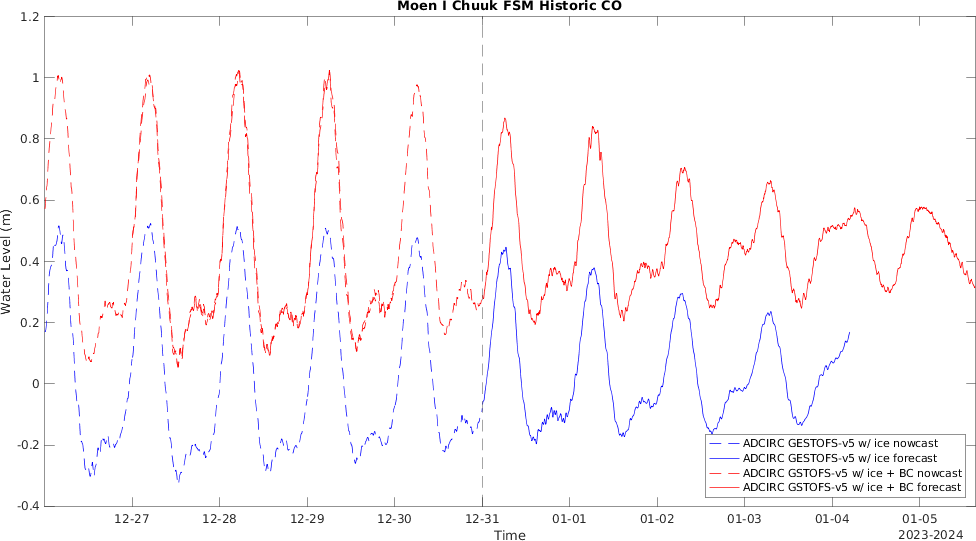 Moen I Chuuk FSM Historic CO
1.2
1
0.8
0.6
0.4
0.2
0
-0.2
-0.4
Water Level (m)
12-27 12-28 12-29 12-30 12-31 01-01 01-02 01-03 01-04 01-05
Time
2023-2024
ADCIRC GESTOFS-v5 w/ ice nowcast
ADCIRC GESTOFS-v5 w/ ice forecast
ADCIRC GSTOFS-v5 w/ ice + BC nowcast
ADCIRC GSTOFS-v5 w/ ice + BC forecast